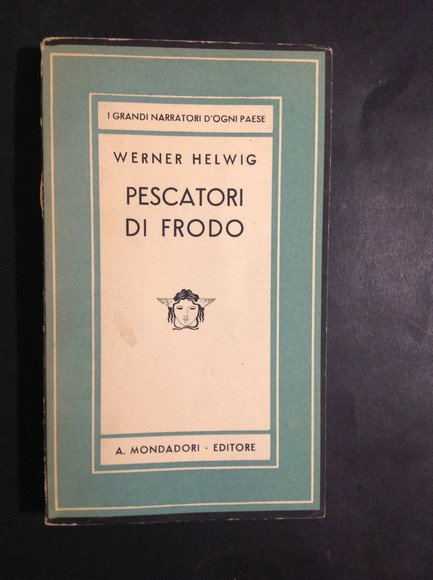 I GRANDI NARRATORI D'OGNI PAESE
WERNER HELWIG
PESCATORI
DI FRODO
A. MONDADORI · EDITORE